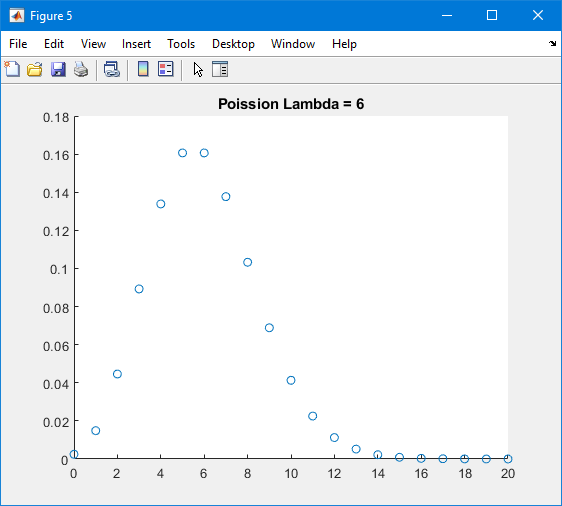 Figure 5
File Edit View Insert Tools Desktop Window Help
Poission Lambda = 6
0.18
0.16
0.14
0.12
0.1
0.08
0.06
0.04
0.02
0
0 2 4 6 8 10 12 14 16 18 20